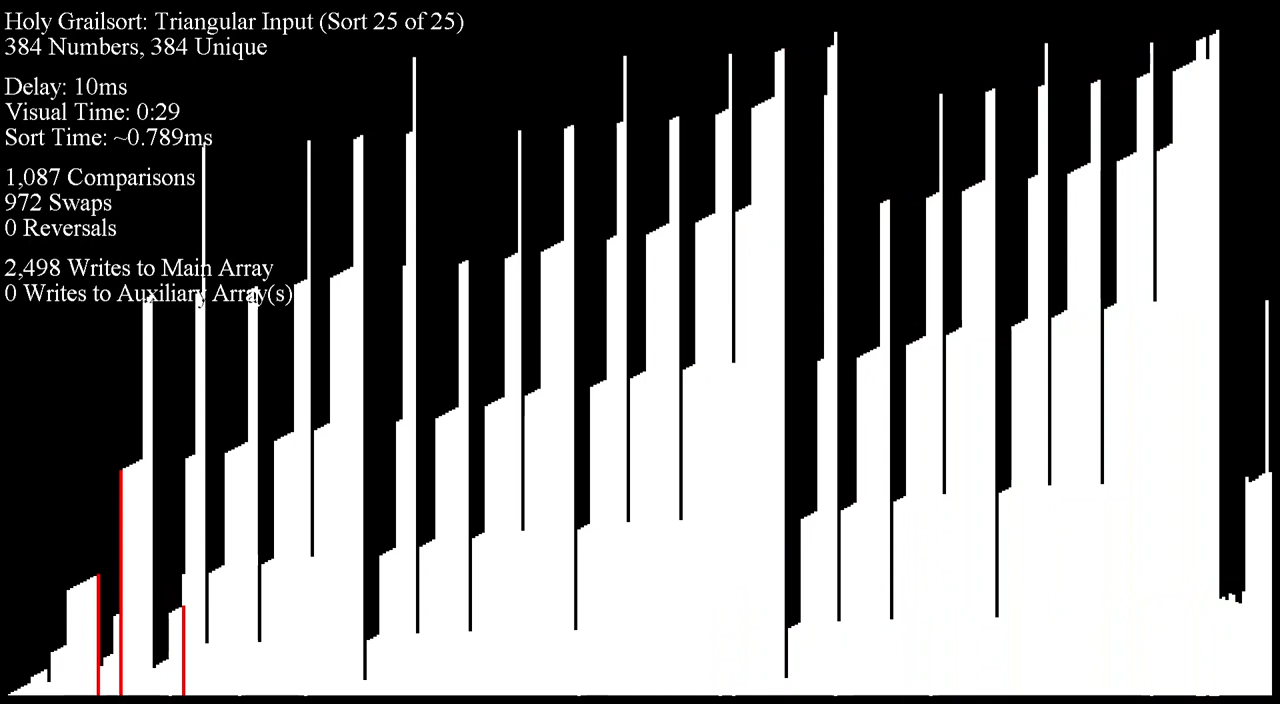 Holy Grailsort: Triangular Input (Sort 25 of 25)
384 Numbers, 384 Unique
Delay: 10ms
Visual Time: 0:29
Sort Time: ~0.789ms
1,087 Comparisons
972 Swaps
0 Reversals
2,498 Writes to Main Array
0 Writes to Auxiliary Array(s)